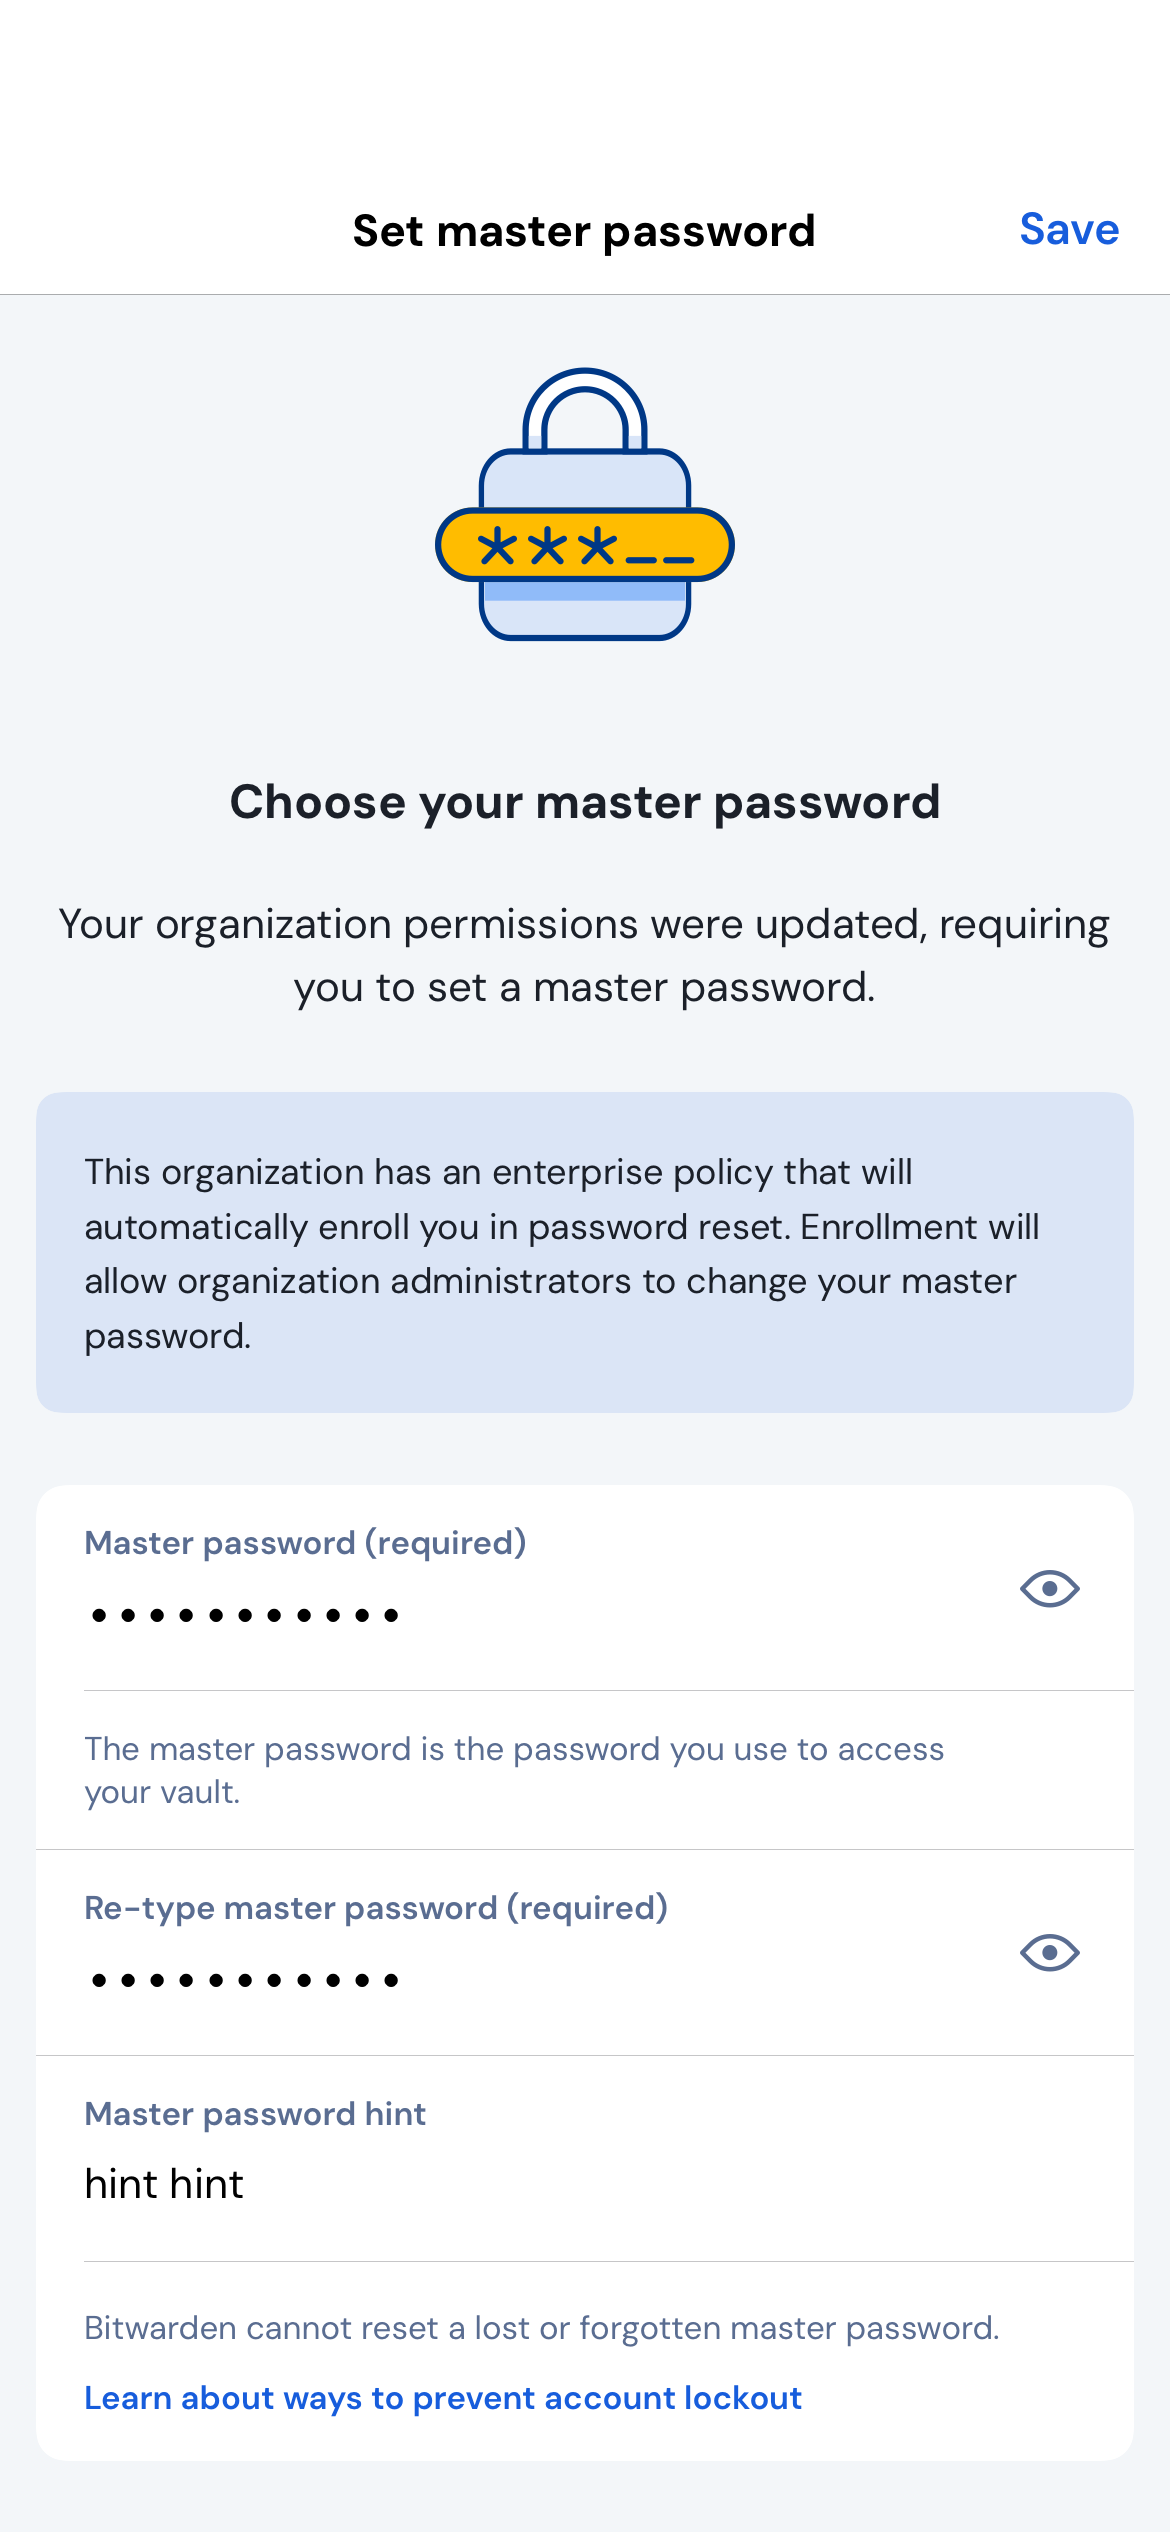 Set master password
Save
***__
Choose your master password
Your organization permissions were updated, requiring
you to set a master password.
This organization has an enterprise policy that will
automatically enroll you in password reset. Enrollment will
allow organization administrators to change your master
password.
Master password (required)
•••••••••••
The master password is the password you use to access
your vault.
Re-type master password (required)
•••••••••••
Master password hint
hint hint
Bitwarden cannot reset a lost or forgotten master password.
Learn about ways to prevent account lockout